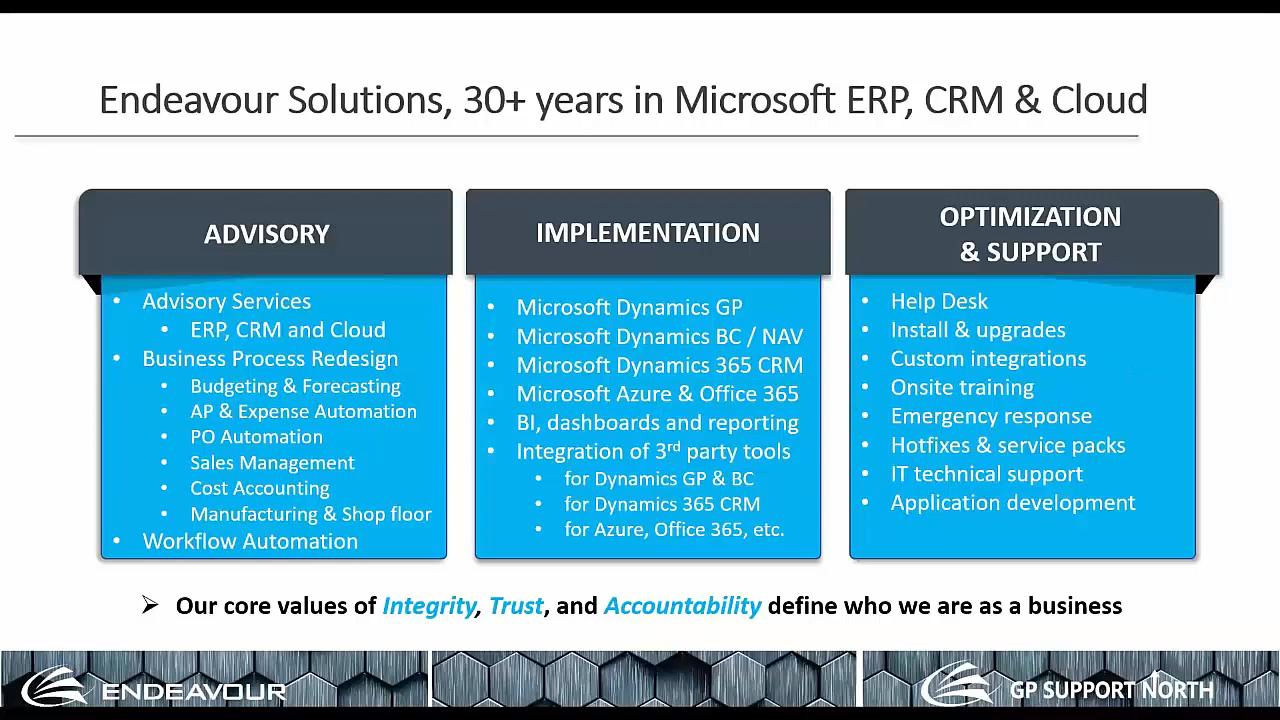 Endeavour Solutions, 30+ years in Microsoft ERP, CRM & Cloud
ADVISORY
• Advisory Services
• ERP, CRM and Cloud
• Business Process Redesign
• Budgeting & Forecasting
• AP & Expense Automation
• PO Automation
• Sales Management
• Cost Accounting
• Manufacturing & Shop floor
• Workflow Automation
IMPLEMENTATION
• Microsoft Dynamics GP
• Microsoft Dynamics BC / NAV
• Microsoft Dynamics 365 CRM
• Microsoft Azure & Office 365
• BI, dashboards and reporting
• Integration of 3rd party tools
• for Dynamics GP & BC
• for Dynamics 365 CRM
• for Azure, Office 365, etc.
OPTIMIZATION
& SUPPORT
• Help Desk
• Install & upgrades
• Custom integrations
• Onsite training
• Emergency response
• Hotfixes & service packs
• IT technical support
• Application development
➢ Our core values of Integrity, Trust, and Accountability define who we are as a business
ENDEAVOUR
GP SUPPORT NORTH